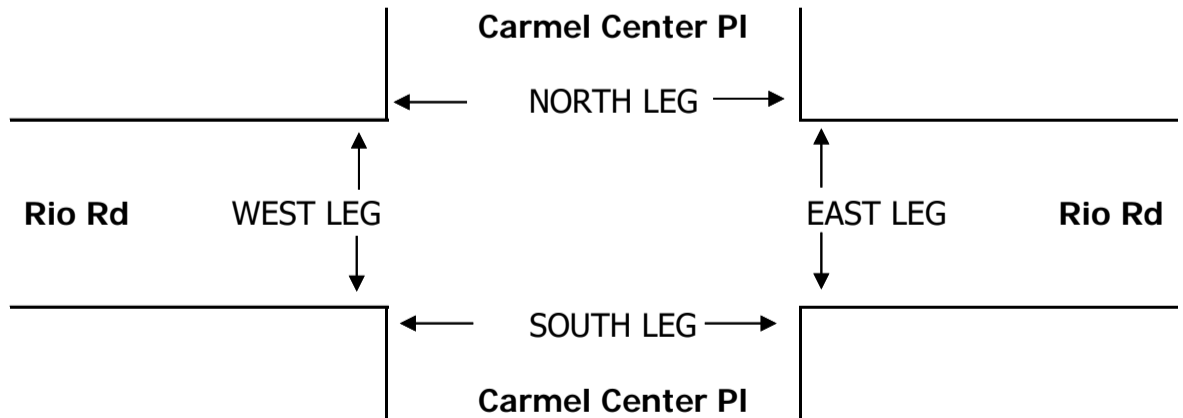 Carmel Center Pl
NORTH LEG
Rio Rd WEST LEG EAST LEG Rio Rd
SOUTH LEG
Carmel Center Pl